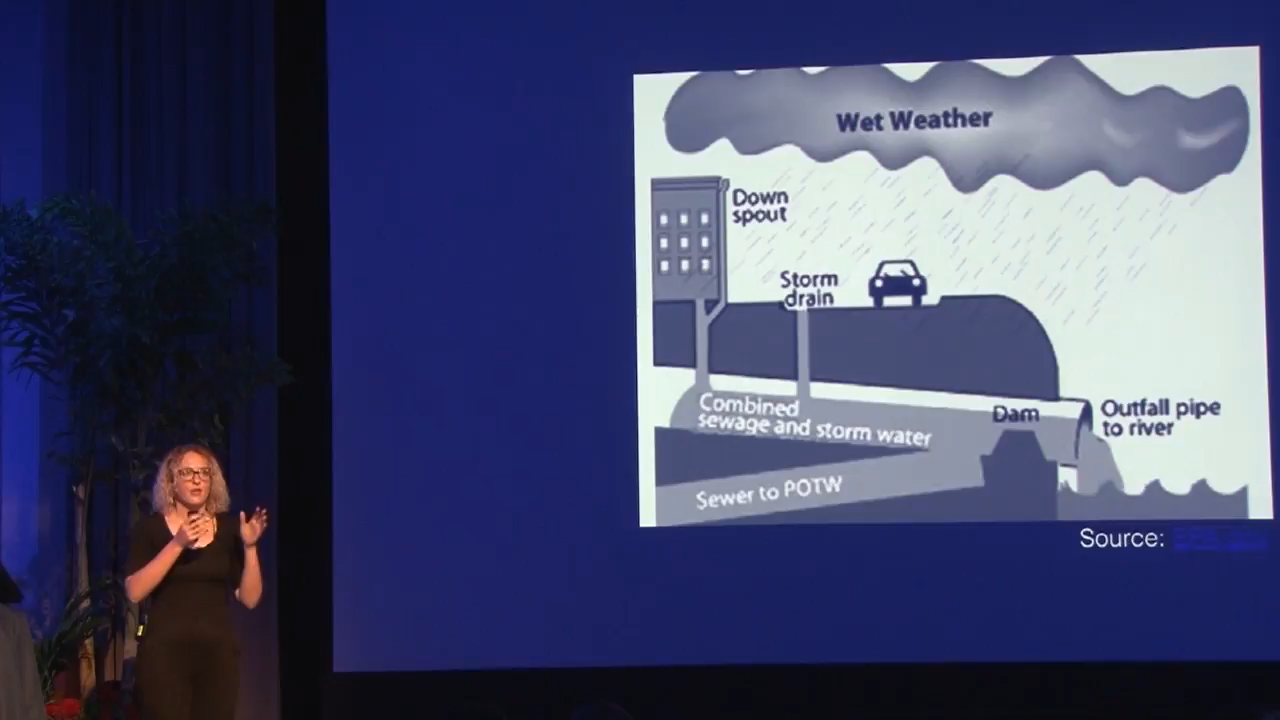 Wet Weather
Down
spout
Storm
drain
Combined
sewage and storm water
Dam
Outfall pipe
to river
Sewer to POTW
Source: